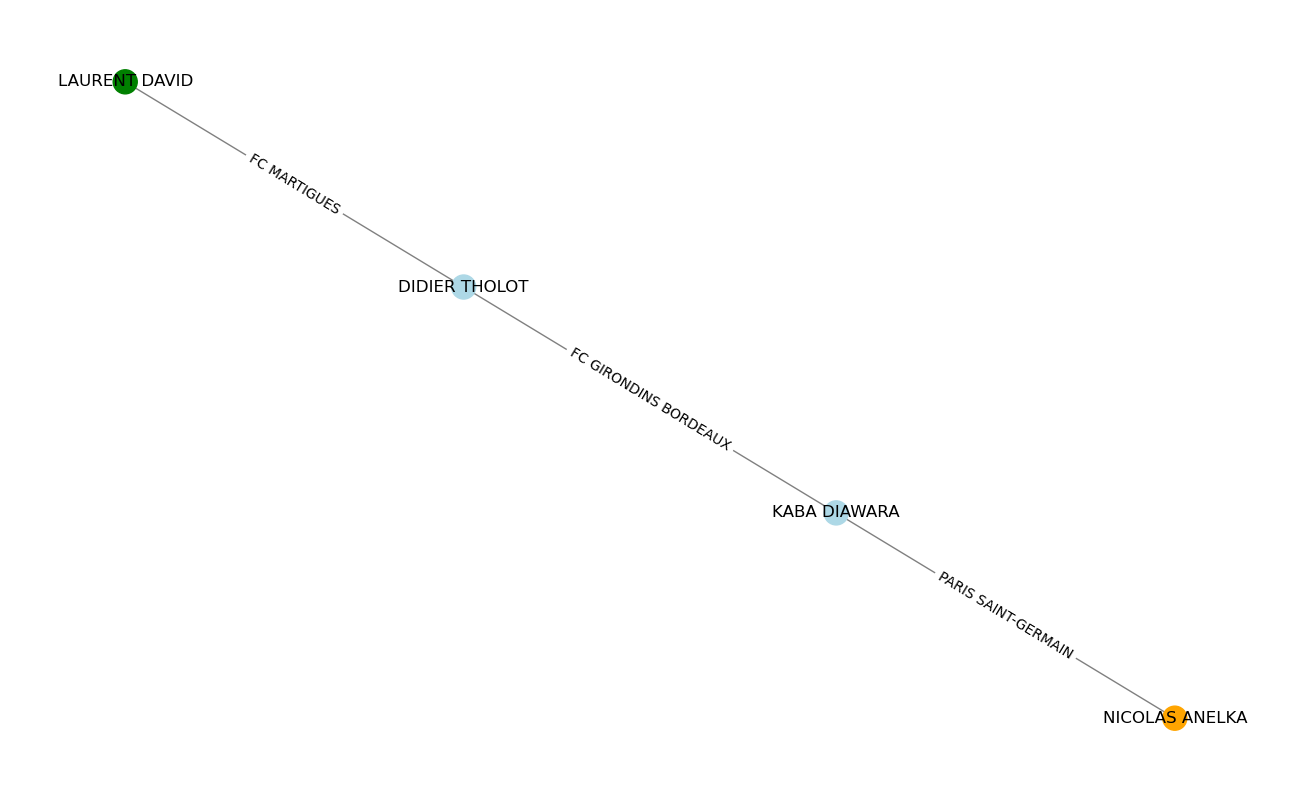 LAURENT DAVID
FC MARTIGUES
DIDIER THOLOT
FC GIRONDINS BORDEAUX
KABA DIAWARA
PARIS SAINT-GERMAIN
NICOLAS ANELKA